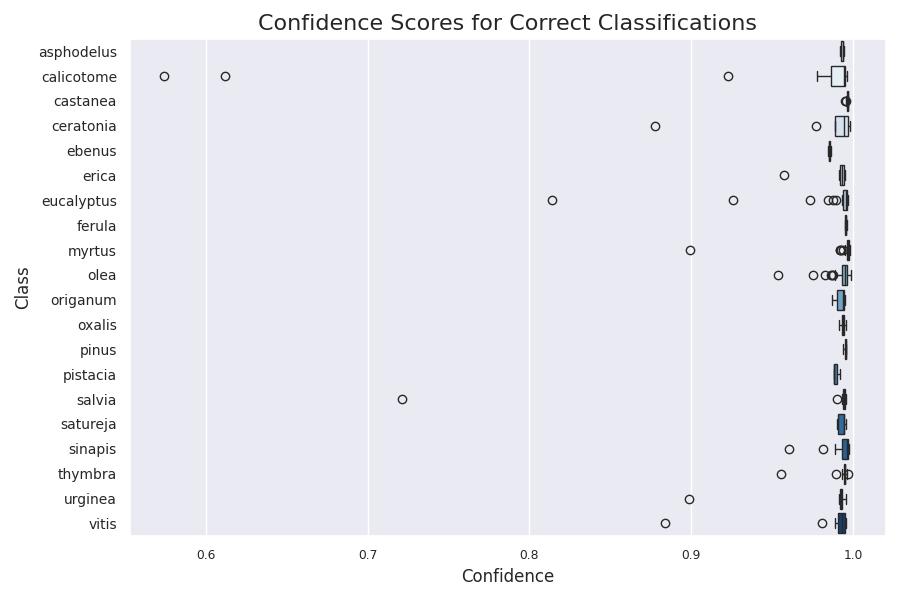 Confidence Scores for Correct Classifications
asphodelus
calicotome
castanea
ceratonia
ebenus
erica
eucalyptus
ferula
myrtus
olea
origanum
oxalis
pinus
pistacia
salvia
satureja
sinapis
thymbra
urginea
vitis
Class
0.6 0.7 0.8 0.9 1.0
Confidence